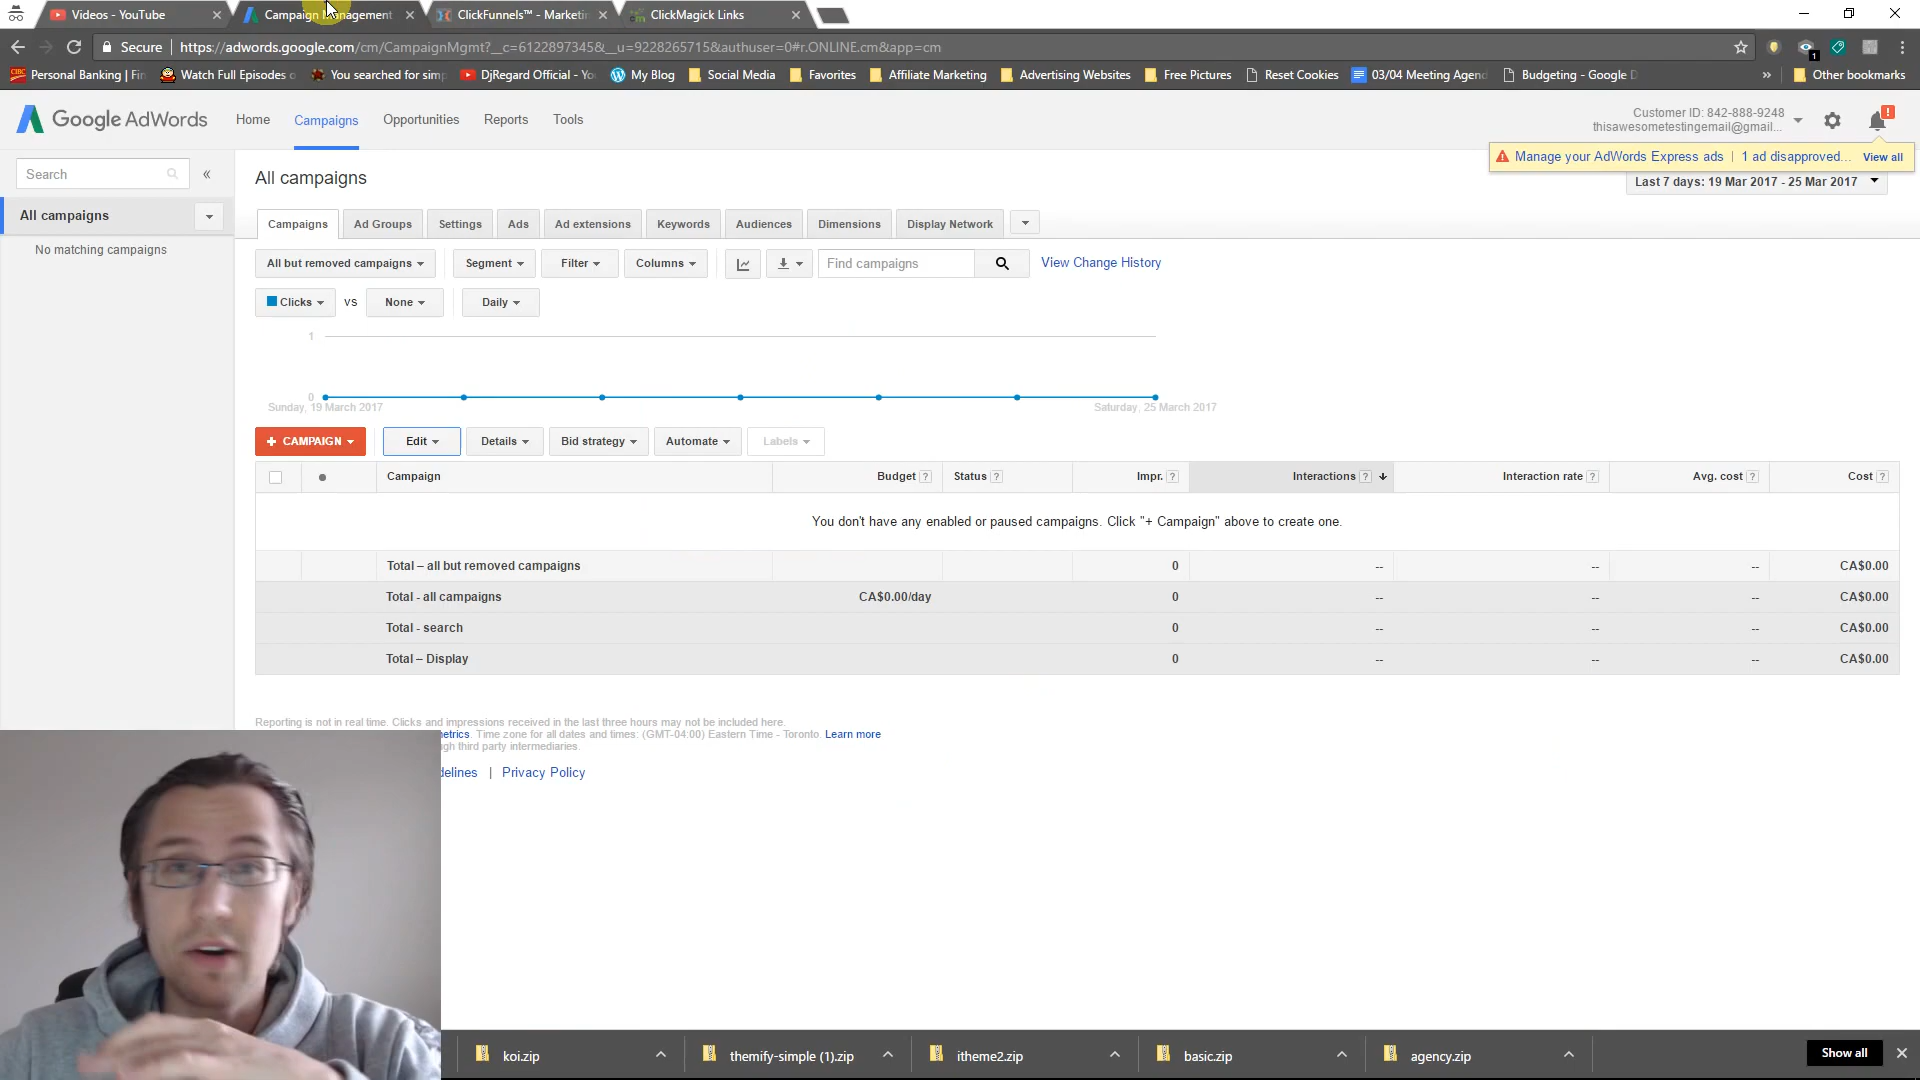 Videos - YouTube
Campaign Management
ClickFunnels™ - Marketin
ClickMagick Links
Secure
https://adwords.google.com/cm/CampaignMgmt?__c=6122897345&__u=9228265715&authuser=0#r.ONLINE.cm&app=cm
1
CIBC
Personal Banking | Fin
Watch Full Episodes o
You searched for simp
DjRegard Official - Yo
My Blog
Social Media
Favorites
Affiliate Marketing
Advertising Websites
Free Pictures
Reset Cookies
03/04 Meeting Agend
Budgeting - Google D
»
Other bookmarks
Google AdWords
Home
Campaigns
Opportunities
Reports
Tools
Customer ID: 842-888-9248
thisawesometestingemail@gmail...
!
Manage your AdWords Express ads | 1 ad disapproved... View all
Search
«
All campaigns
Last 7 days: 19 Mar 2017 - 25 Mar 2017
All campaigns
No matching campaigns
Campaigns
Ad Groups
Settings
Ads
Ad extensions
Keywords
Audiences
Dimensions
Display Network
All but removed campaigns
Segment
Filter
Columns
Find campaigns
View Change History
Clicks
vs
None
Daily
1
0
Sunday, 19 March 2017
Saturday, 25 March 2017
+ CAMPAIGN
Edit
Details
Bid strategy
Automate
Labels
Campaign
Budget ?
Status ?
Impr. ?
Interactions ?
Interaction rate ?
Avg. cost ?
Cost ?
You don't have any enabled or paused campaigns. Click "+ Campaign" above to create one.
Total – all but removed campaigns 0 -- -- -- CA$0.00
Total - all campaigns CA$0.00/day 0 -- -- -- CA$0.00
Total - search 0 -- -- -- CA$0.00
Total – Display 0 -- -- -- CA$0.00
Reporting is not in real time. Clicks and impressions received in the last three hours may not be included here.
etrics. Time zone for all dates and times: (GMT-04:00) Eastern Time - Toronto. Learn more
gh third party intermediaries.
delines | Privacy Policy
koi.zip
themify-simple (1).zip
itheme2.zip
basic.zip
agency.zip
Show all